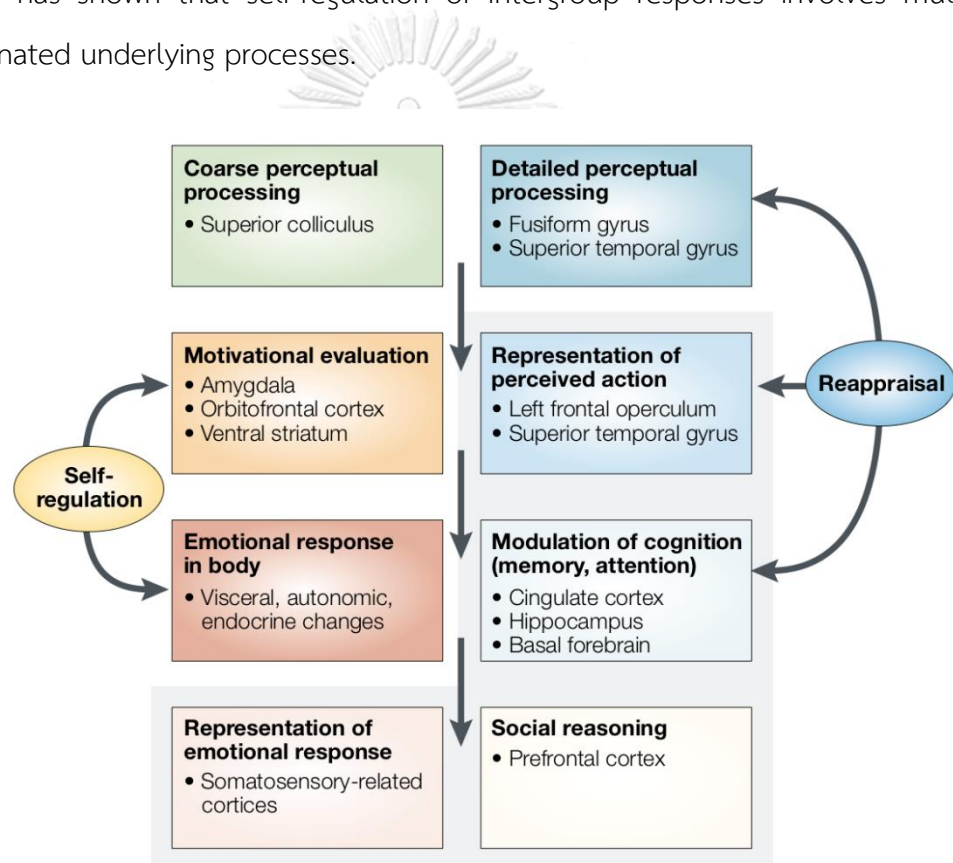 has shown that self-regulation of intergroup responses involves
underlying processes.
Coarse perceptual
processing
• Superior colliculus
Detailed perceptual
processing
• Fusiform gyrus
• Superior temporal gyrus
Motivational evaluation
• Amygdala
• Orbitofrontal cortex
• Ventral striatum
Representation of
perceived action
• Left frontal operculum
• Superior temporal gyrus
Reappraisal
Self-
regulation
Emotional response
in body
• Visceral, autonomic,
endocrine changes
Modulation of cognition
(memory, attention)
• Cingulate cortex
• Hippocampus
• Basal forebrain
Representation of
emotional response
• Somatosensory-related
cortices
Social reasoning
• Prefrontal cortex